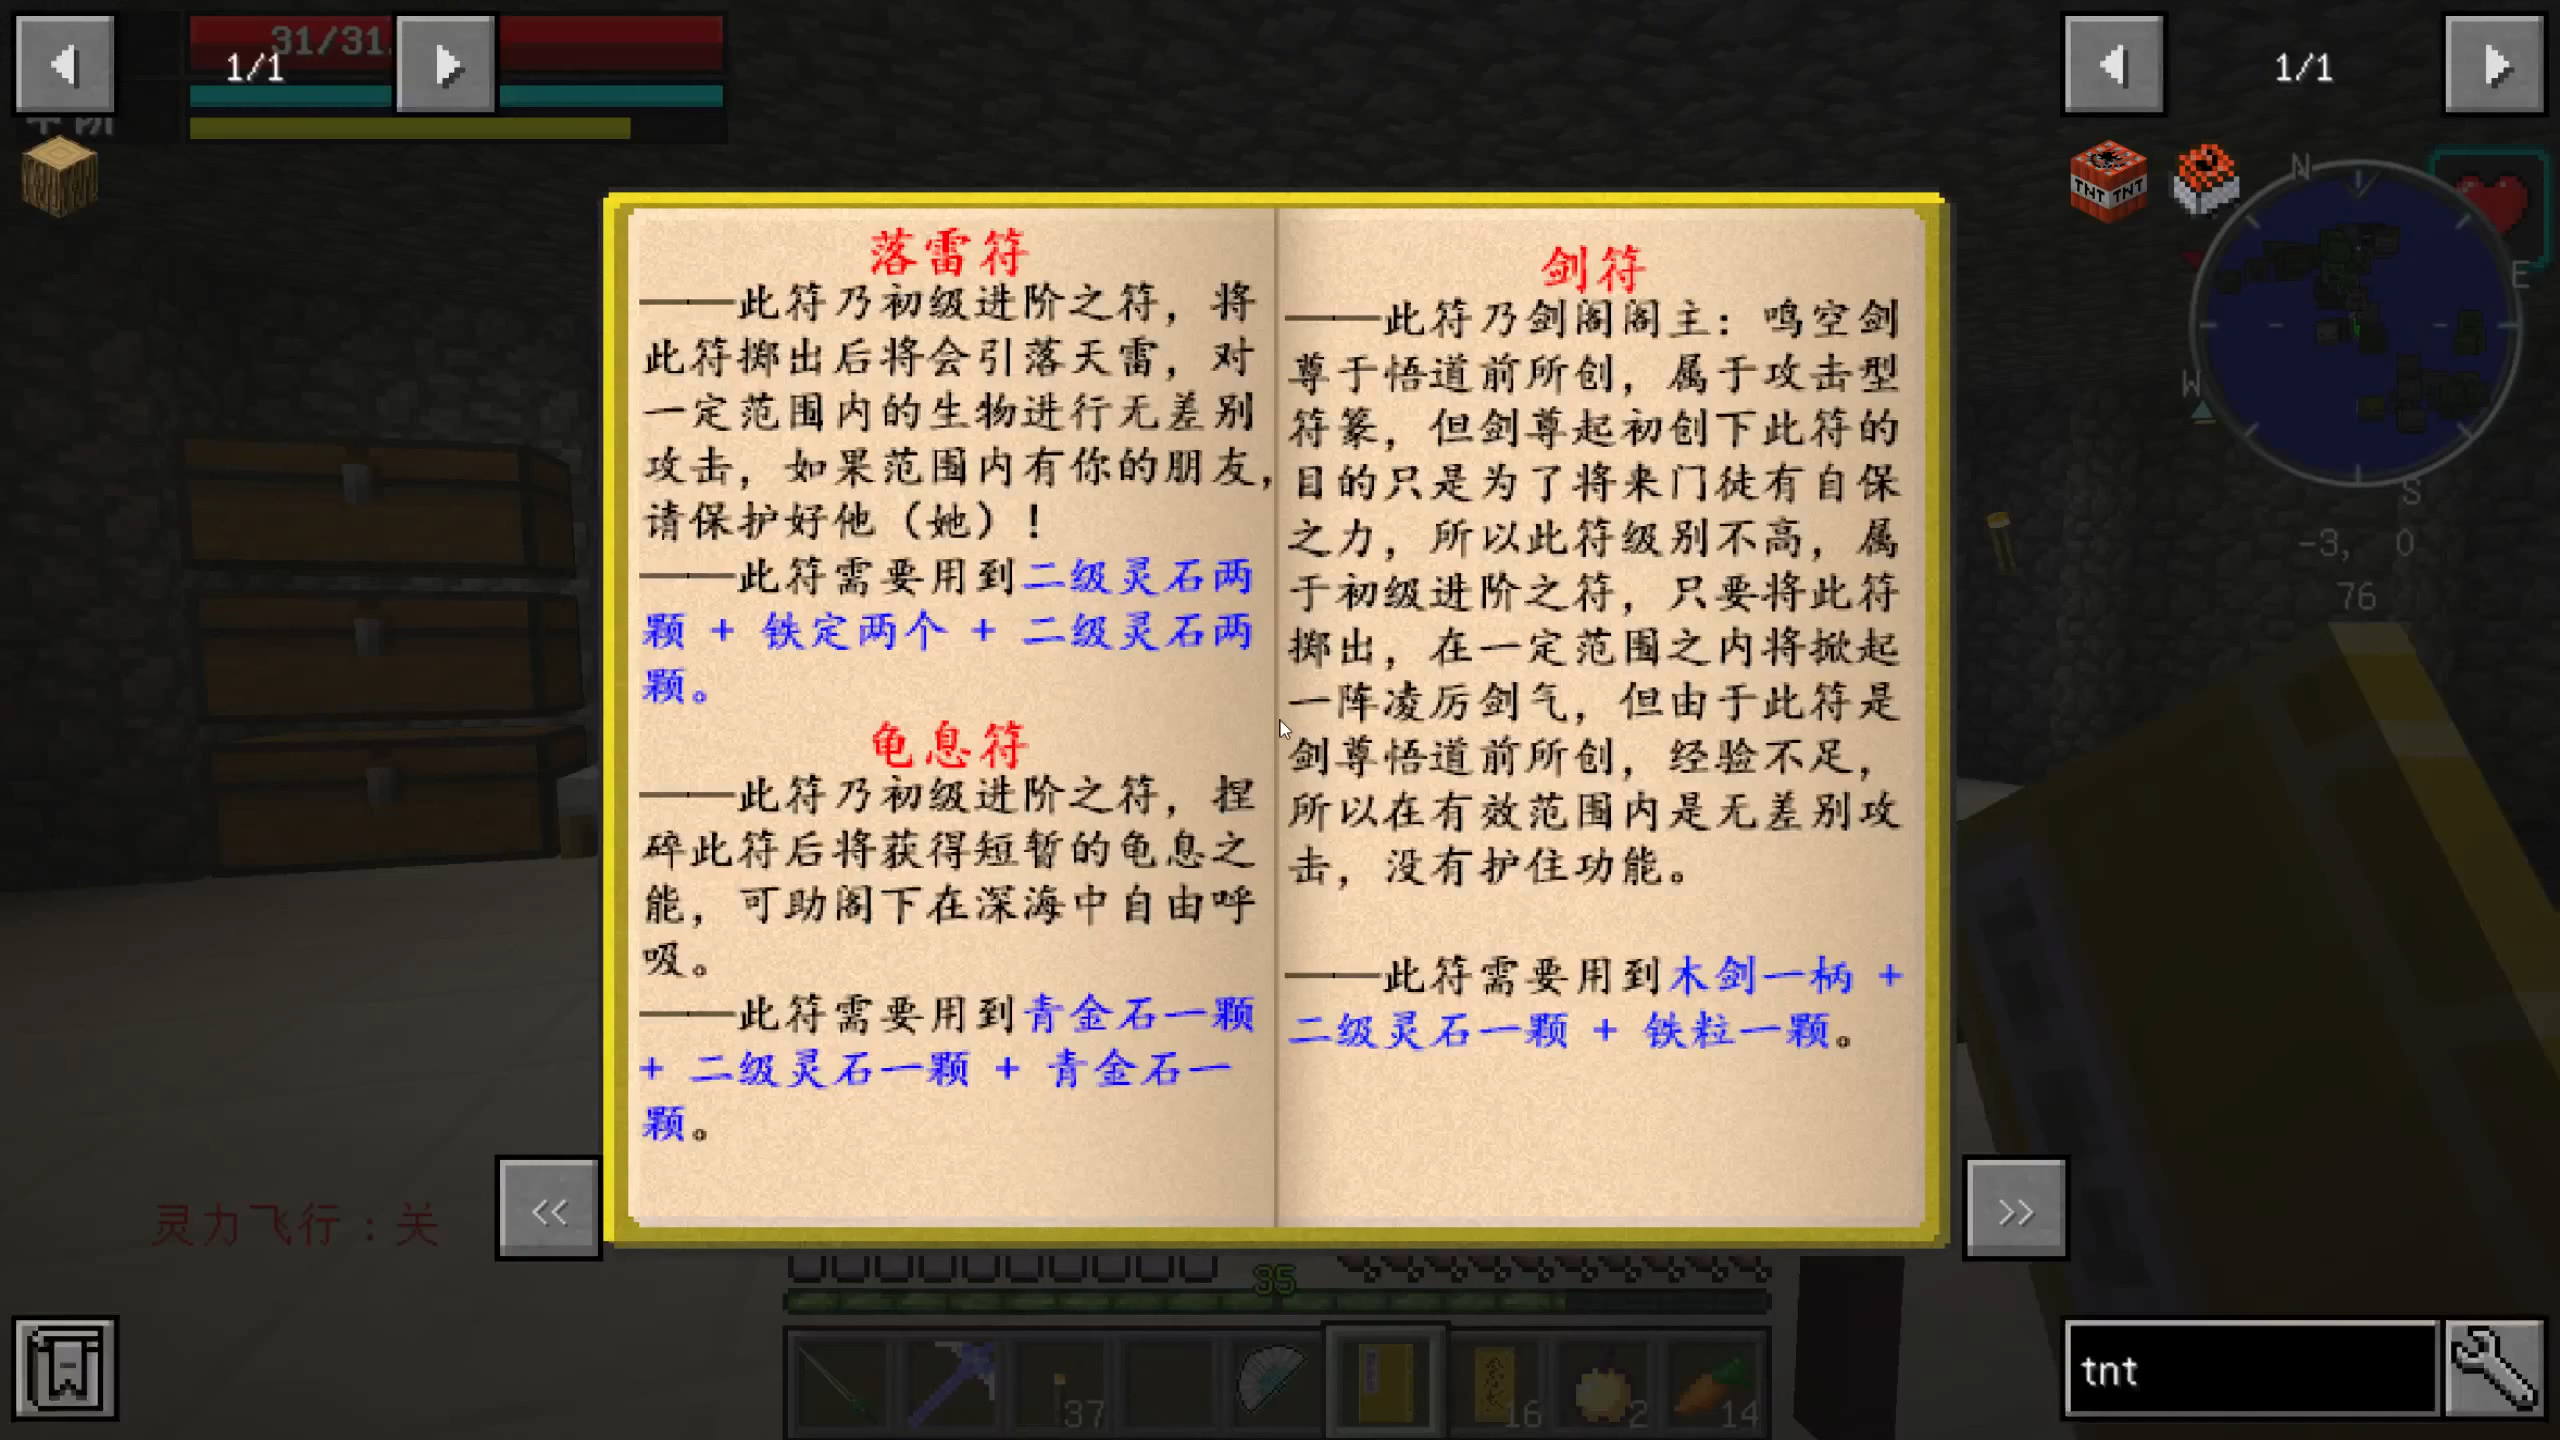 31/31.
1/1
1/1
N
E
S
W
-3, 0
76
落雷符
——此符乃初级进阶之符，将
此符掷出后将会引落天雷，对
一定范围内的生物进行无差别
攻击，如果范围内有你的朋友，
请保护好他（她）！
——此符需要用到二级灵石两
颗 + 铁定两个 + 二级灵石两
颗。
龟息符
——此符乃初级进阶之符，捏
碎此符后将获得短暂的龟息之
能，可助阁下在深海中自由呼
吸。
——此符需要用到青金石一颗
+ 二级灵石一颗 + 青金石一
颗。
剑符
——此符乃剑阁阁主：鸣空剑
尊于悟道前所创，属于攻击型
符篆，但剑尊起初创下此符的
目的只是为了将来门徒有自保
之力，所以此符级别不高，属
于初级进阶之符，只要将此符
掷出，在一定范围之内将掀起
一阵凌厉剑气，但由于此符是
剑尊悟道前所创，经验不足，
所以在有效范围内是无差别攻
击，没有护住功能。
——此符需要用到木剑一柄 +
二级灵石一颗 + 铁粒一颗。
灵力飞行：关
<<
>>
35
37
16
2
14
TNT TNT
tnt